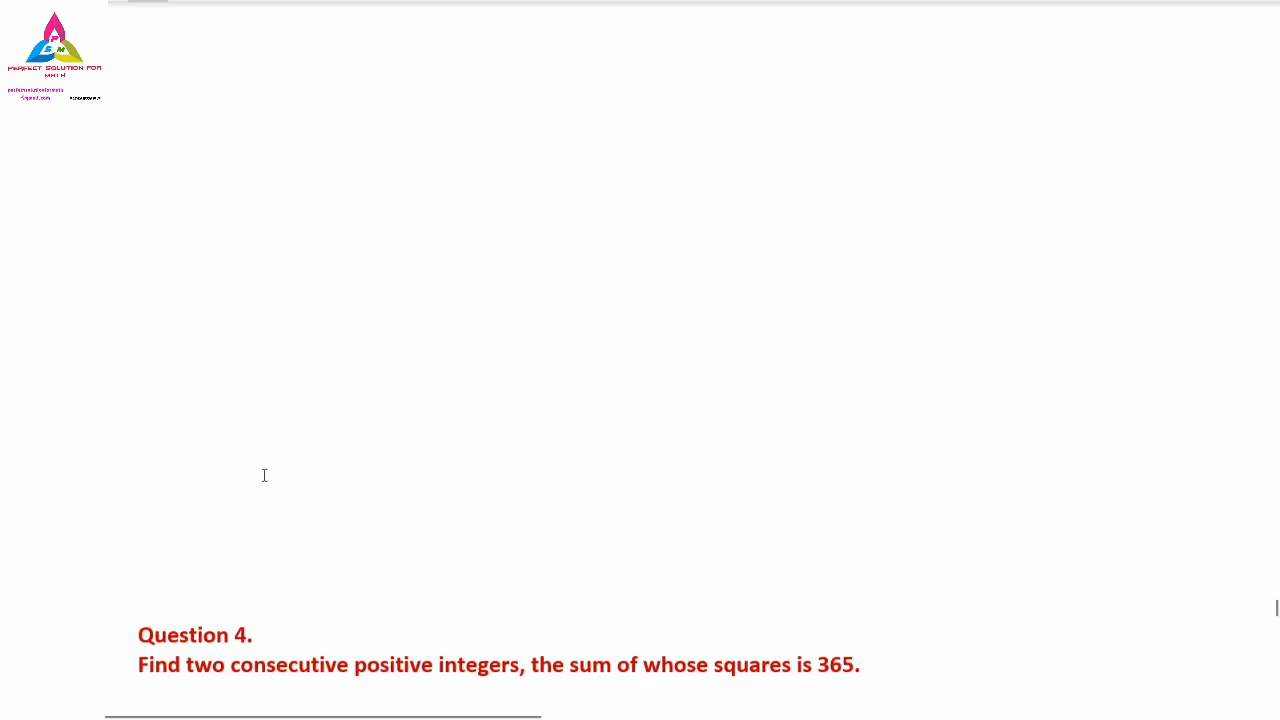 P
S M
PERFECT SOLUTION FOR
MATH
Question 4.
Find two consecutive positive integers, the sum of whose squares is 365.